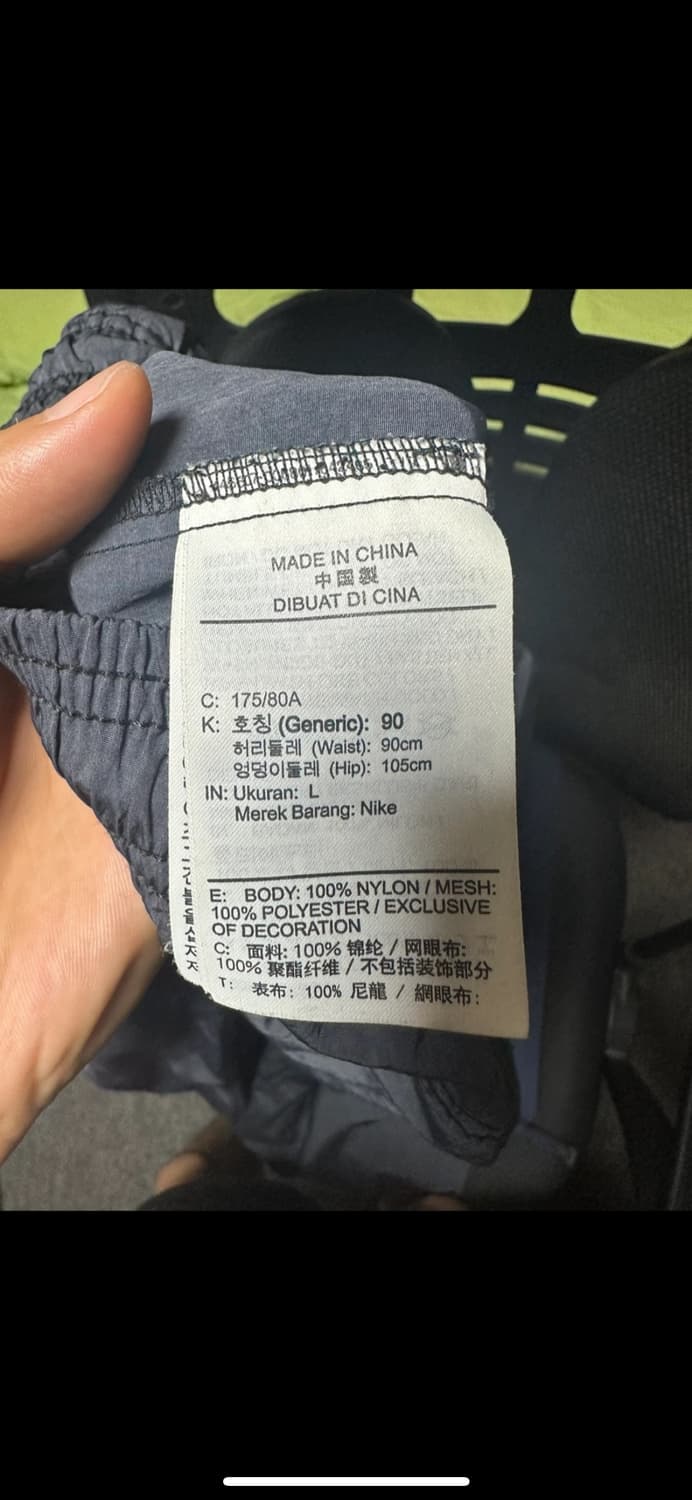 MADE IN CHINA
中国製
DIBUAT DI CINA
C: 175/80A
K: 호칭 (Generic): 90
허리둘레 (Waist): 90cm
엉덩이둘레 (Hip): 105cm
IN: Ukuran: L
Merek Barang: Nike
E: BODY: 100% NYLON / MESH:
100% POLYESTER / EXCLUSIVE
OF DECORATION
C: 面料: 100% 锦纶 / 网眼布:
100% 聚酯纤维 / 不包括装饰部分
T: 表布: 100% 尼龍 / 網眼布: